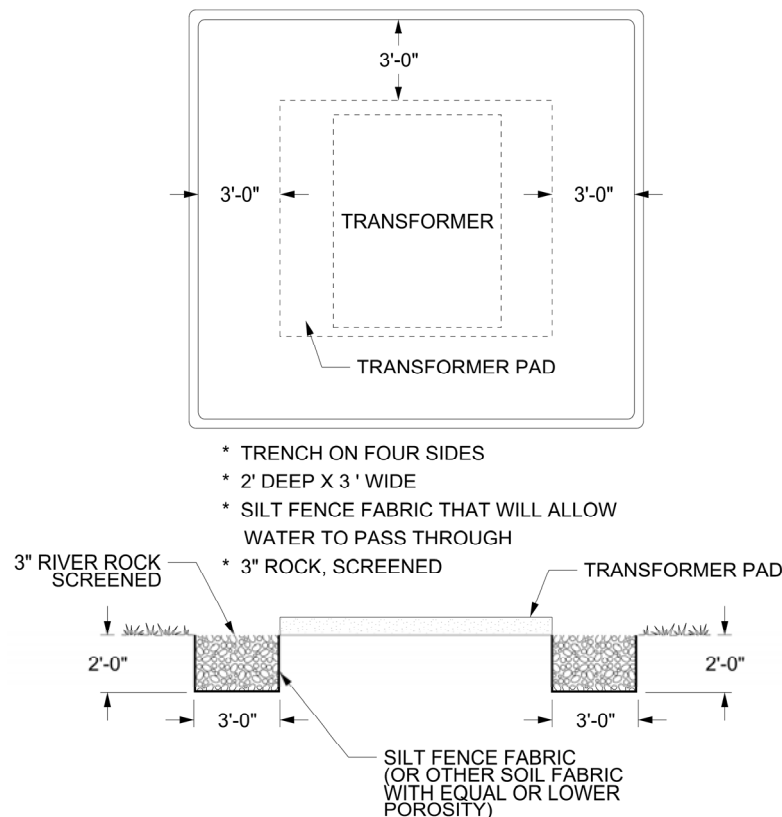 3'-0"
3'-0"
3'-0"
TRANSFORMER
TRANSFORMER PAD
* TRENCH ON FOUR SIDES
* 2' DEEP X 3 ' WIDE
* SILT FENCE FABRIC THAT WILL ALLOW
WATER TO PASS THROUGH
* 3" ROCK, SCREENED
3" RIVER ROCK
SCREENED
TRANSFORMER PAD
2'-0"
2'-0"
3'-0"
3'-0"
SILT FENCE FABRIC
(OR OTHER SOIL FABRIC
WITH EQUAL OR LOWER
POROSITY)